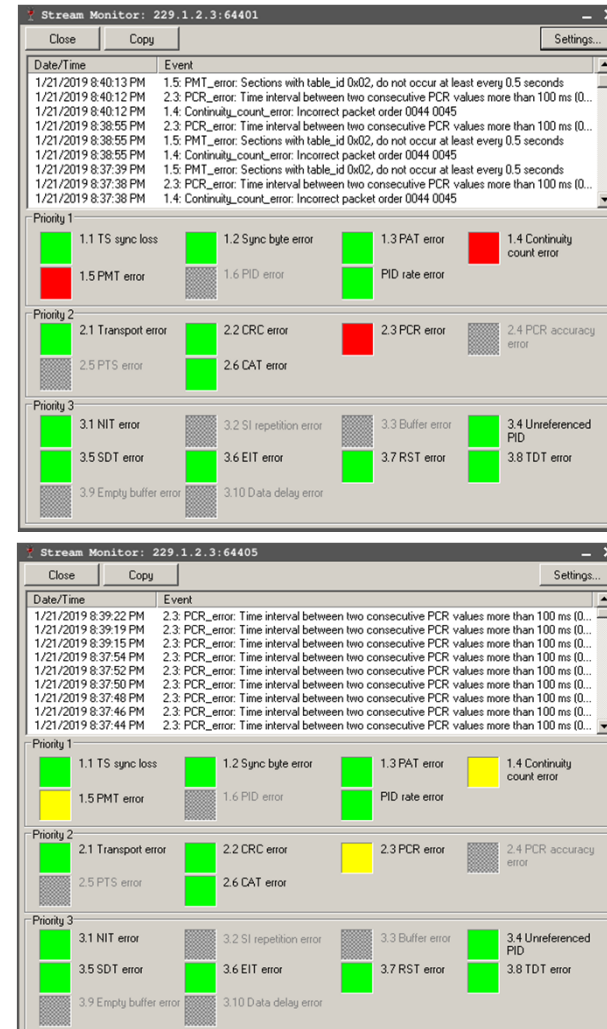 Stream Monitor: 229.1.2.3:64401
Close Copy Settings...
Date/Time Event
1/21/2019 8:40:13 PM 1.5: PMT_error: Sections with table_id 0x02, do not occur at least every 0.5 seconds
1/21/2019 8:40:12 PM 2.3: PCR_error: Time interval between two consecutive PCR values more than 100 ms (0...
1/21/2019 8:40:12 PM 1.4: Continuity_count_error: Incorrect packet order 0044 0045
1/21/2019 8:38:55 PM 2.3: PCR_error: Time interval between two consecutive PCR values more than 100 ms (0...
1/21/2019 8:38:55 PM 1.5: PMT_error: Sections with table_id 0x02, do not occur at least every 0.5 seconds
1/21/2019 8:38:55 PM 1.4: Continuity_count_error: Incorrect packet order 0044 0045
1/21/2019 8:37:39 PM 1.5: PMT_error: Sections with table_id 0x02, do not occur at least every 0.5 seconds
1/21/2019 8:37:38 PM 2.3: PCR_error: Time interval between two consecutive PCR values more than 100 ms (0...
1/21/2019 8:37:38 PM 1.4: Continuity_count_error: Incorrect packet order 0044 0045
Priority 1
1.1 TS sync loss 1.2 Sync byte error 1.3 PAT error 1.4 Continuity
count error
1.5 PMT error 1.6 PID error PID rate error
Priority 2
2.1 Transport error 2.2 CRC error 2.3 PCR error 2.4 PCR accuracy
error
2.5 PTS error 2.6 CAT error
Priority 3
3.1 NIT error 3.2 SI repetition error 3.3 Buffer error 3.4 Unreferenced
PID
3.5 SDT error 3.6 EIT error 3.7 RST error 3.8 TDT error
3.9 Empty buffer error 3.10 Data delay error
Stream Monitor: 229.1.2.3:64405
Close Copy Settings...
Date/Time Event
1/21/2019 8:39:22 PM 2.3: PCR_error: Time interval between two consecutive PCR values more than 100 ms (0...
1/21/2019 8:39:19 PM 2.3: PCR_error: Time interval between two consecutive PCR values more than 100 ms (0...
1/21/2019 8:39:15 PM 2.3: PCR_error: Time interval between two consecutive PCR values more than 100 ms (0...
1/21/2019 8:37:54 PM 2.3: PCR_error: Time interval between two consecutive PCR values more than 100 ms (0...
1/21/2019 8:37:52 PM 2.3: PCR_error: Time interval between two consecutive PCR values more than 100 ms (0...
1/21/2019 8:37:50 PM 2.3: PCR_error: Time interval between two consecutive PCR values more than 100 ms (0...
1/21/2019 8:37:48 PM 2.3: PCR_error: Time interval between two consecutive PCR values more than 100 ms (0...
1/21/2019 8:37:46 PM 2.3: PCR_error: Time interval between two consecutive PCR values more than 100 ms (0...
1/21/2019 8:37:44 PM 2.3: PCR_error: Time interval between two consecutive PCR values more than 100 ms (0...
Priority 1
1.1 TS sync loss 1.2 Sync byte error 1.3 PAT error 1.4 Continuity
count error
1.5 PMT error 1.6 PID error PID rate error
Priority 2
2.1 Transport error 2.2 CRC error 2.3 PCR error 2.4 PCR accuracy
error
2.5 PTS error 2.6 CAT error
Priority 3
3.1 NIT error 3.2 SI repetition error 3.3 Buffer error 3.4 Unreferenced
PID
3.5 SDT error 3.6 EIT error 3.7 RST error 3.8 TDT error
3.9 Empty buffer error 3.10 Data delay error